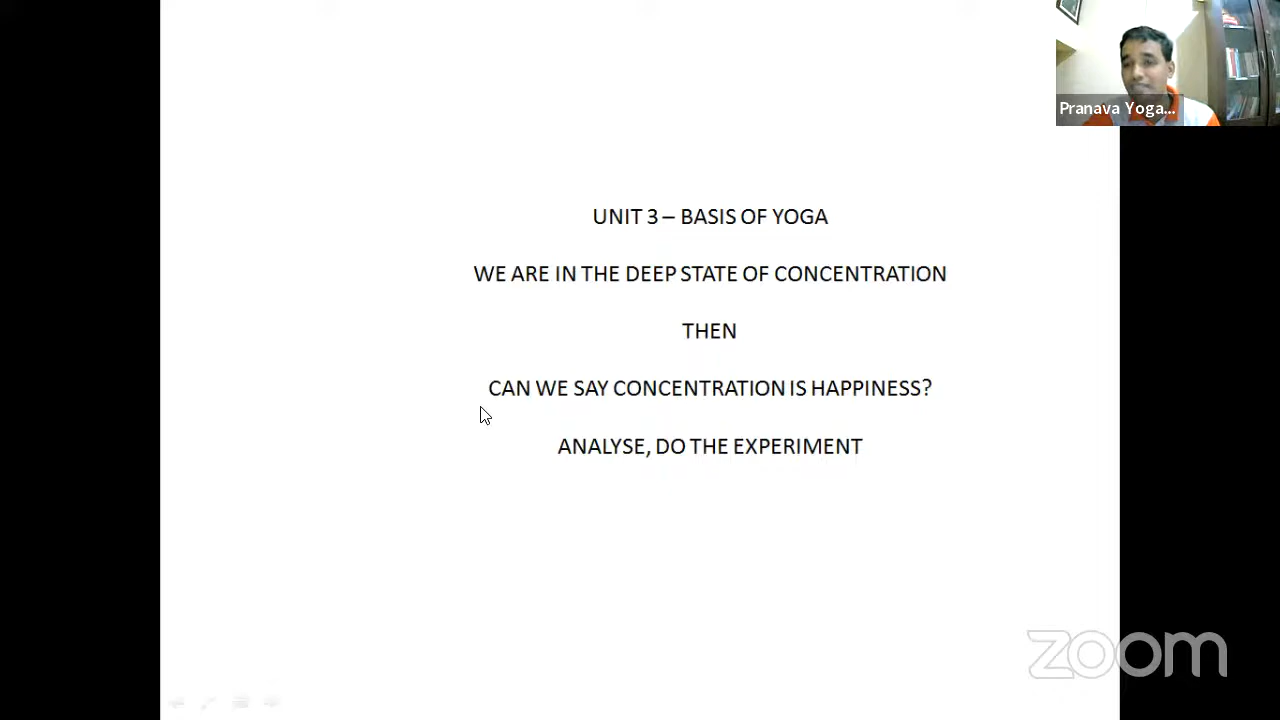 Pranava Yoga...
UNIT 3 – BASIS OF YOGA
WE ARE IN THE DEEP STATE OF CONCENTRATION
THEN
CAN WE SAY CONCENTRATION IS HAPPINESS?
ANALYSE, DO THE EXPERIMENT
zoom